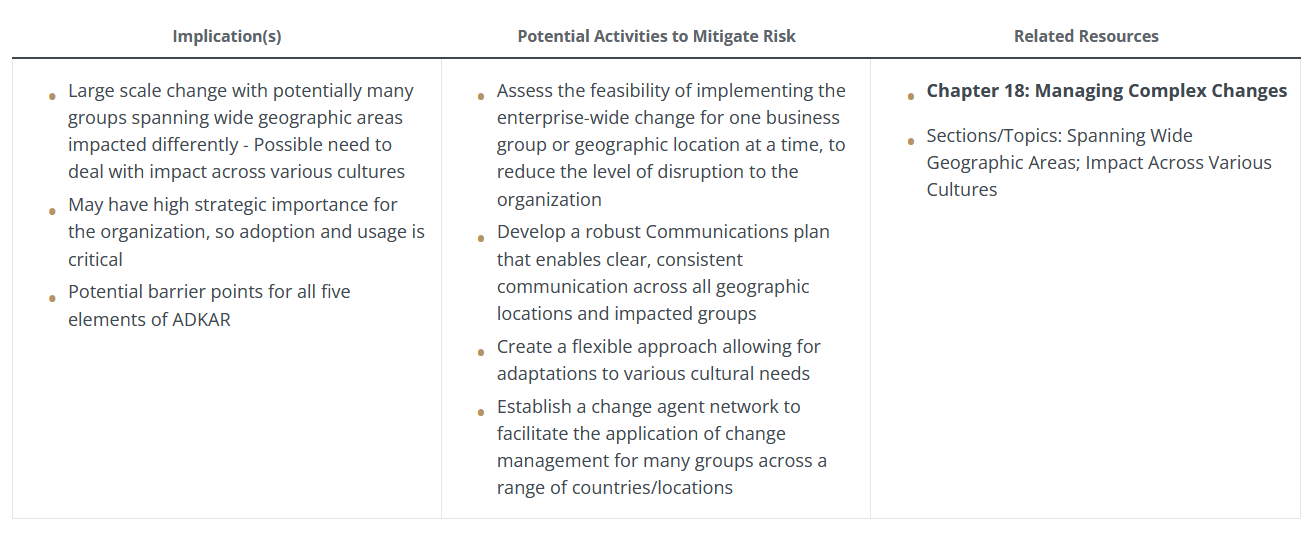 Implication(s)
Potential Activities to Mitigate Risk
Related Resources
Large scale change with potentially many
groups spanning wide geographic areas
impacted differently - Possible need to
deal with impact across various cultures
May have high strategic importance for
the organization, so adoption and usage is
critical
Potential barrier points for all five
elements of ADKAR
Assess the feasibility of implementing the
enterprise-wide change for one business
group or geographic location at a time, to
reduce the level of disruption to the
organization
Develop a robust Communications plan
that enables clear, consistent
communication across all geographic
locations and impacted groups
Create a flexible approach allowing for
adaptations to various cultural needs
Establish a change agent network to
facilitate the application of change
management for many groups across a
range of countries/locations
Chapter 18: Managing Complex Changes
Sections/Topics: Spanning Wide
Geographic Areas; Impact Across Various
Cultures